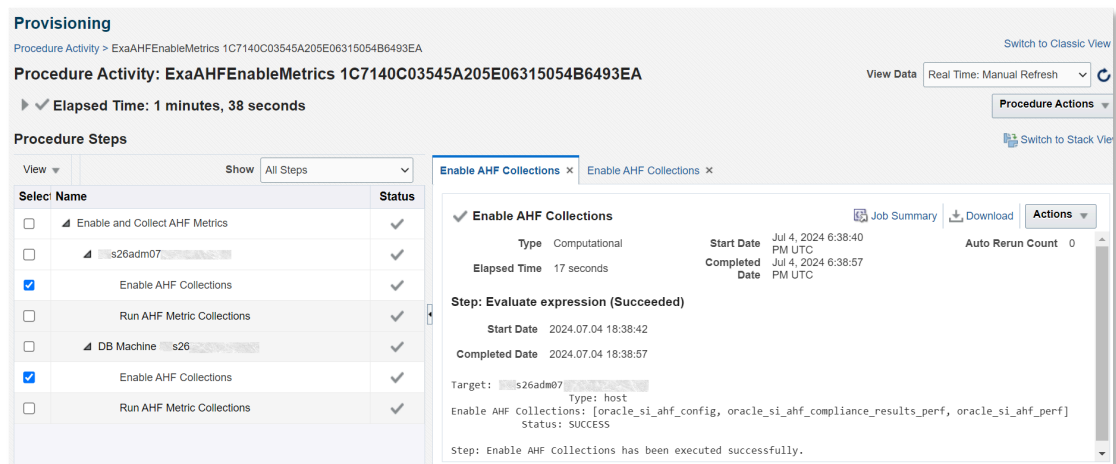 Provisioning
Procedure Activity > ExaAHFEnableMetrics 1C7140C03545A205E06315054B6493EA
Switch to Classic View
Procedure Activity: ExaAHFEnableMetrics 1C7140C03545A205E06315054B6493EA
View Data Real Time: Manual Refresh
Elapsed Time: 1 minutes, 38 seconds
Procedure Actions
Procedure Steps
Switch to Stack Vie
View
Show All Steps
Select Name Status
Enable and Collect AHF Metrics
s26adm07
Enable AHF Collections
Run AHF Metric Collections
DB Machine s26
Enable AHF Collections
Run AHF Metric Collections
Enable AHF Collections × Enable AHF Collections ×
Enable AHF Collections
Job Summary Download Actions
Type Computational
Start Date Jul 4, 2024 6:38:40 PM UTC
Auto Rerun Count 0
Elapsed Time 17 seconds
Completed Date Jul 4, 2024 6:38:57 PM UTC
Step: Evaluate expression (Succeeded)
Start Date 2024.07.04 18:38:42
Completed Date 2024.07.04 18:38:57
Target: s26adm07
Type: host
Enable AHF Collections: [oracle_si_ahf_config, oracle_si_ahf_compliance_results_perf, oracle_si_ahf_perf]
Status: SUCCESS
Step: Enable AHF Collections has been executed successfully.